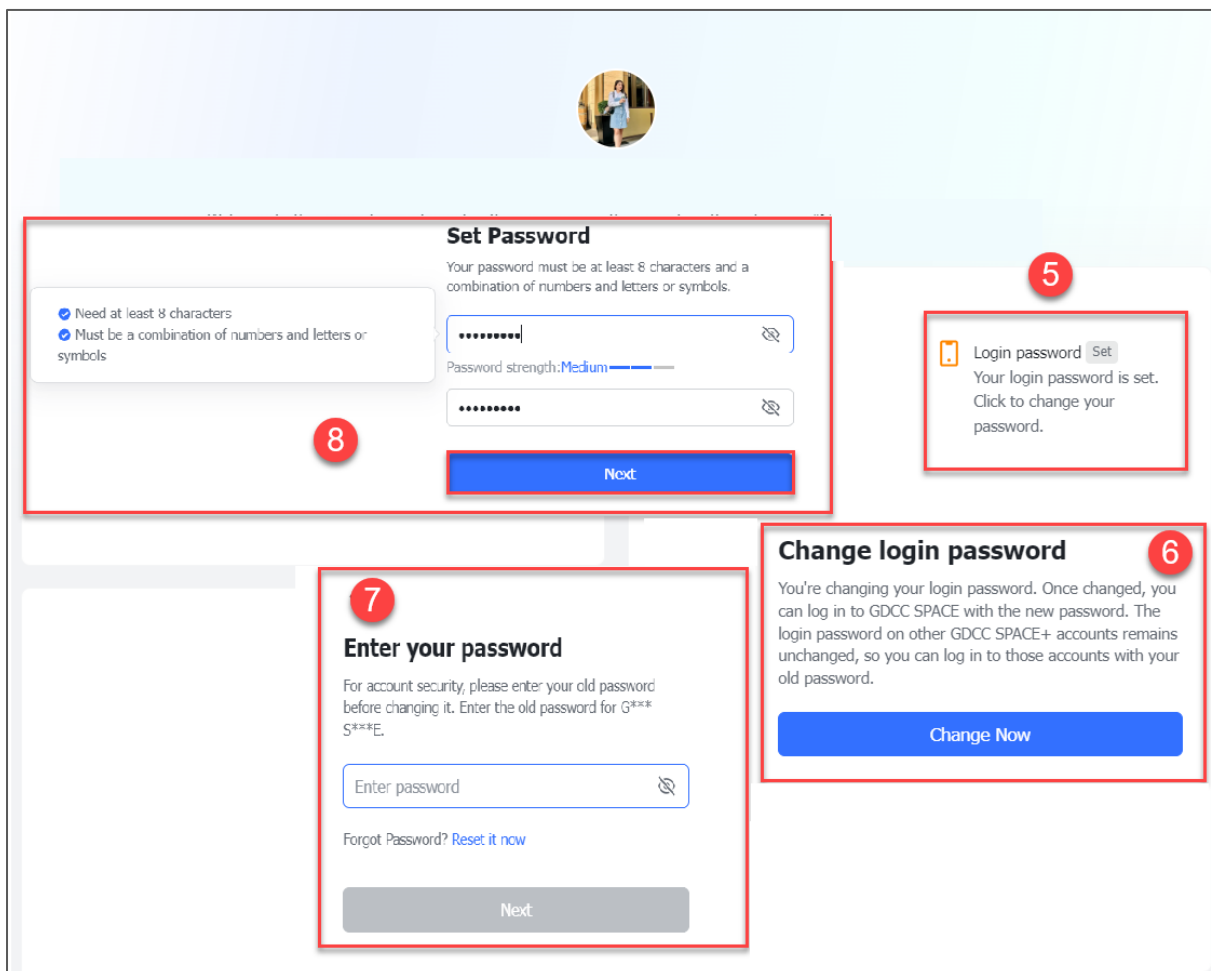 Set Password
Your password must be at least 8 characters and a
combination of numbers and letters or symbols.
Need at least 8 characters
Must be a combination of numbers and letters or
symbols
•••••••••
Password strength:Medium
•••••••••
8
Next
5
Login password Set
Your login password is set.
Click to change your
password.
6
Change login password
You're changing your login password. Once changed, you
can log in to GDCC SPACE with the new password. The
login password on other GDCC SPACE+ accounts remains
unchanged, so you can log in to those accounts with your
old password.
Change Now
7
Enter your password
For account security, please enter your old password
before changing it. Enter the old password for G***
S***E.
Enter password
Forgot Password? Reset it now
Next